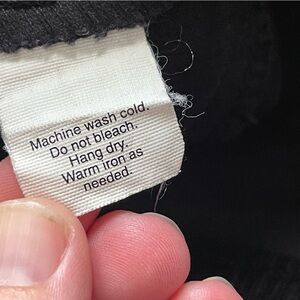 Machine wash cold.
Do not bleach.
Hang dry.
Warm iron as
needed.